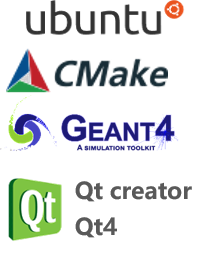 ubuntu
CMake
GEANT4
A SIMULATION TOOLKIT
Qt
Qt creator
Qt4